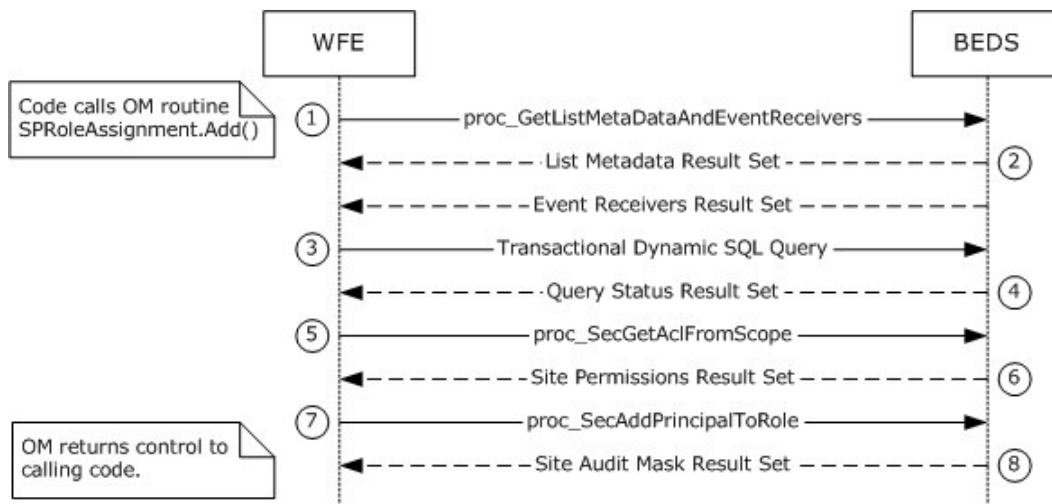 WFE
BEDS
Code calls OM routine
SPRoleAssignment.Add()
1
proc_GetListMetaDataAndEventReceivers
List Metadata Result Set
2
Event Receivers Result Set
3
Transactional Dynamic SQL Query
Query Status Result Set
4
5
proc_SecGetAclFromScope
Site Permissions Result Set
6
7
proc_SecAddPrincipalToRole
OM returns control to
calling code.
Site Audit Mask Result Set
8